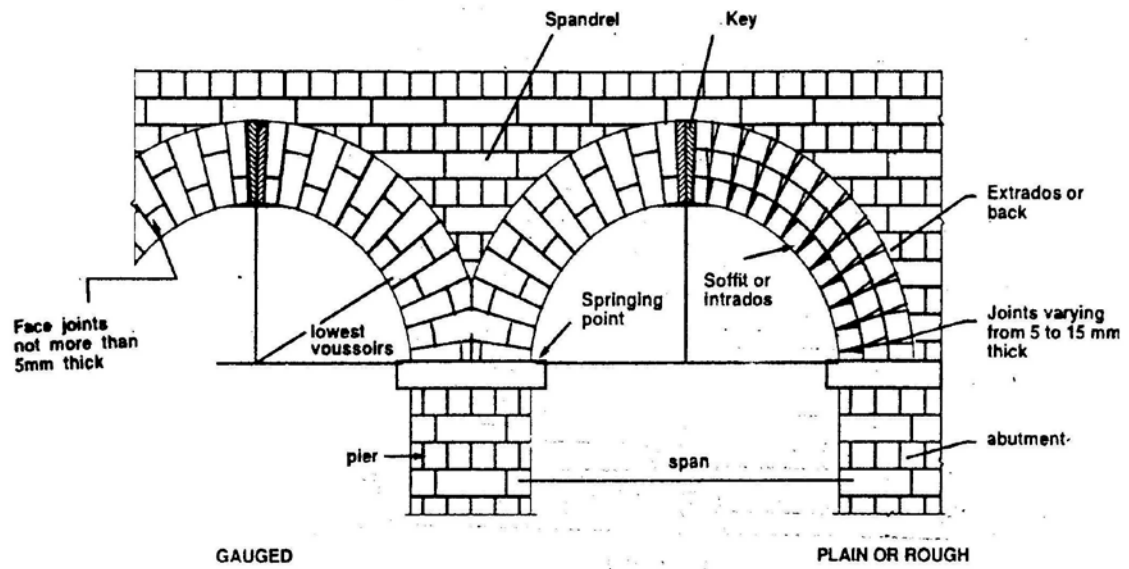 Spandrel
Key
Extrados or
back
Soffit or
intrados
Springing
point
Joints varying
from 5 to 15 mm
thick
Face joints
not more than
5mm thick
lowest
voussoirs
pier
span
abutment
GAUGED
PLAIN OR ROUGH